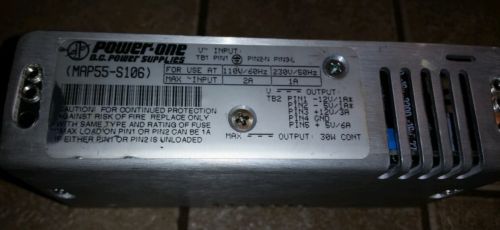 POWER-ONE
D.C. POWER SUPPLIES
(MAP55-S106)
V~ INPUT:
TB1 PIN1 PIN2-N PIN3-L
FOR USE AT 110V/60Hz 230V/50Hz
MAX ~INPUT 2A 1A
CAUTION: FOR CONTINUED PROTECTION
AGAINST RISK OF FIRE REPLACE ONLY
WITH SAME TYPE AND RATING OF FUSE
*MAX LOAD ON PIN1 OR PIN2 CAN BE 1A
IF EITHER PIN1 OR PIN2 IS UNLOADED
V --- OUTPUT:
TB2 PIN1 -12V/1A*
PIN2 - 5V/1A*
PIN3 +12V/3A
PIN4 GND
PIN5 + 5V/6A
MAX --- OUTPUT: 30W CONT